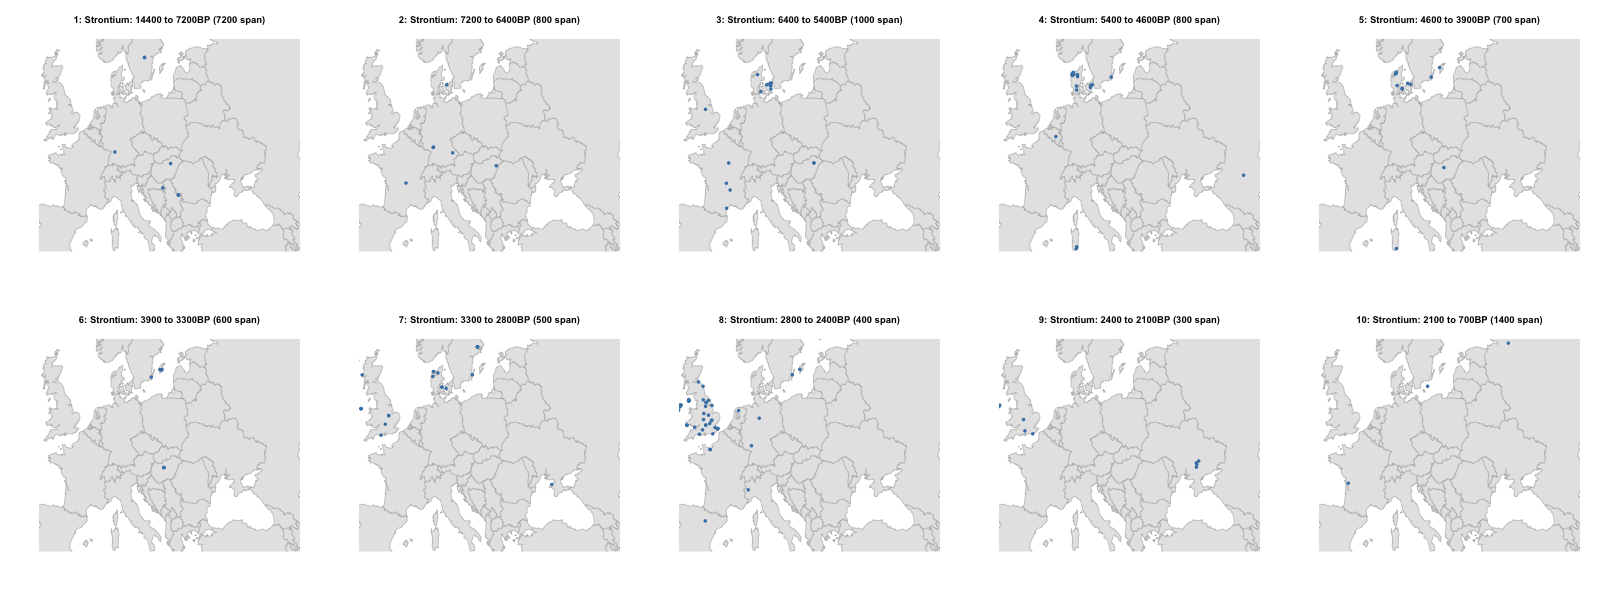 1: Strontium: 14400 to 7200BP (7200 span)
2: Strontium: 7200 to 6400BP (800 span)
3: Strontium: 6400 to 5400BP (1000 span)
4: Strontium: 5400 to 4600BP (800 span)
5: Strontium: 4600 to 3900BP (700 span)
6: Strontium: 3900 to 3300BP (600 span)
7: Strontium: 3300 to 2800BP (500 span)
8: Strontium: 2800 to 2400BP (400 span)
9: Strontium: 2400 to 2100BP (300 span)
10: Strontium: 2100 to 700BP (1400 span)